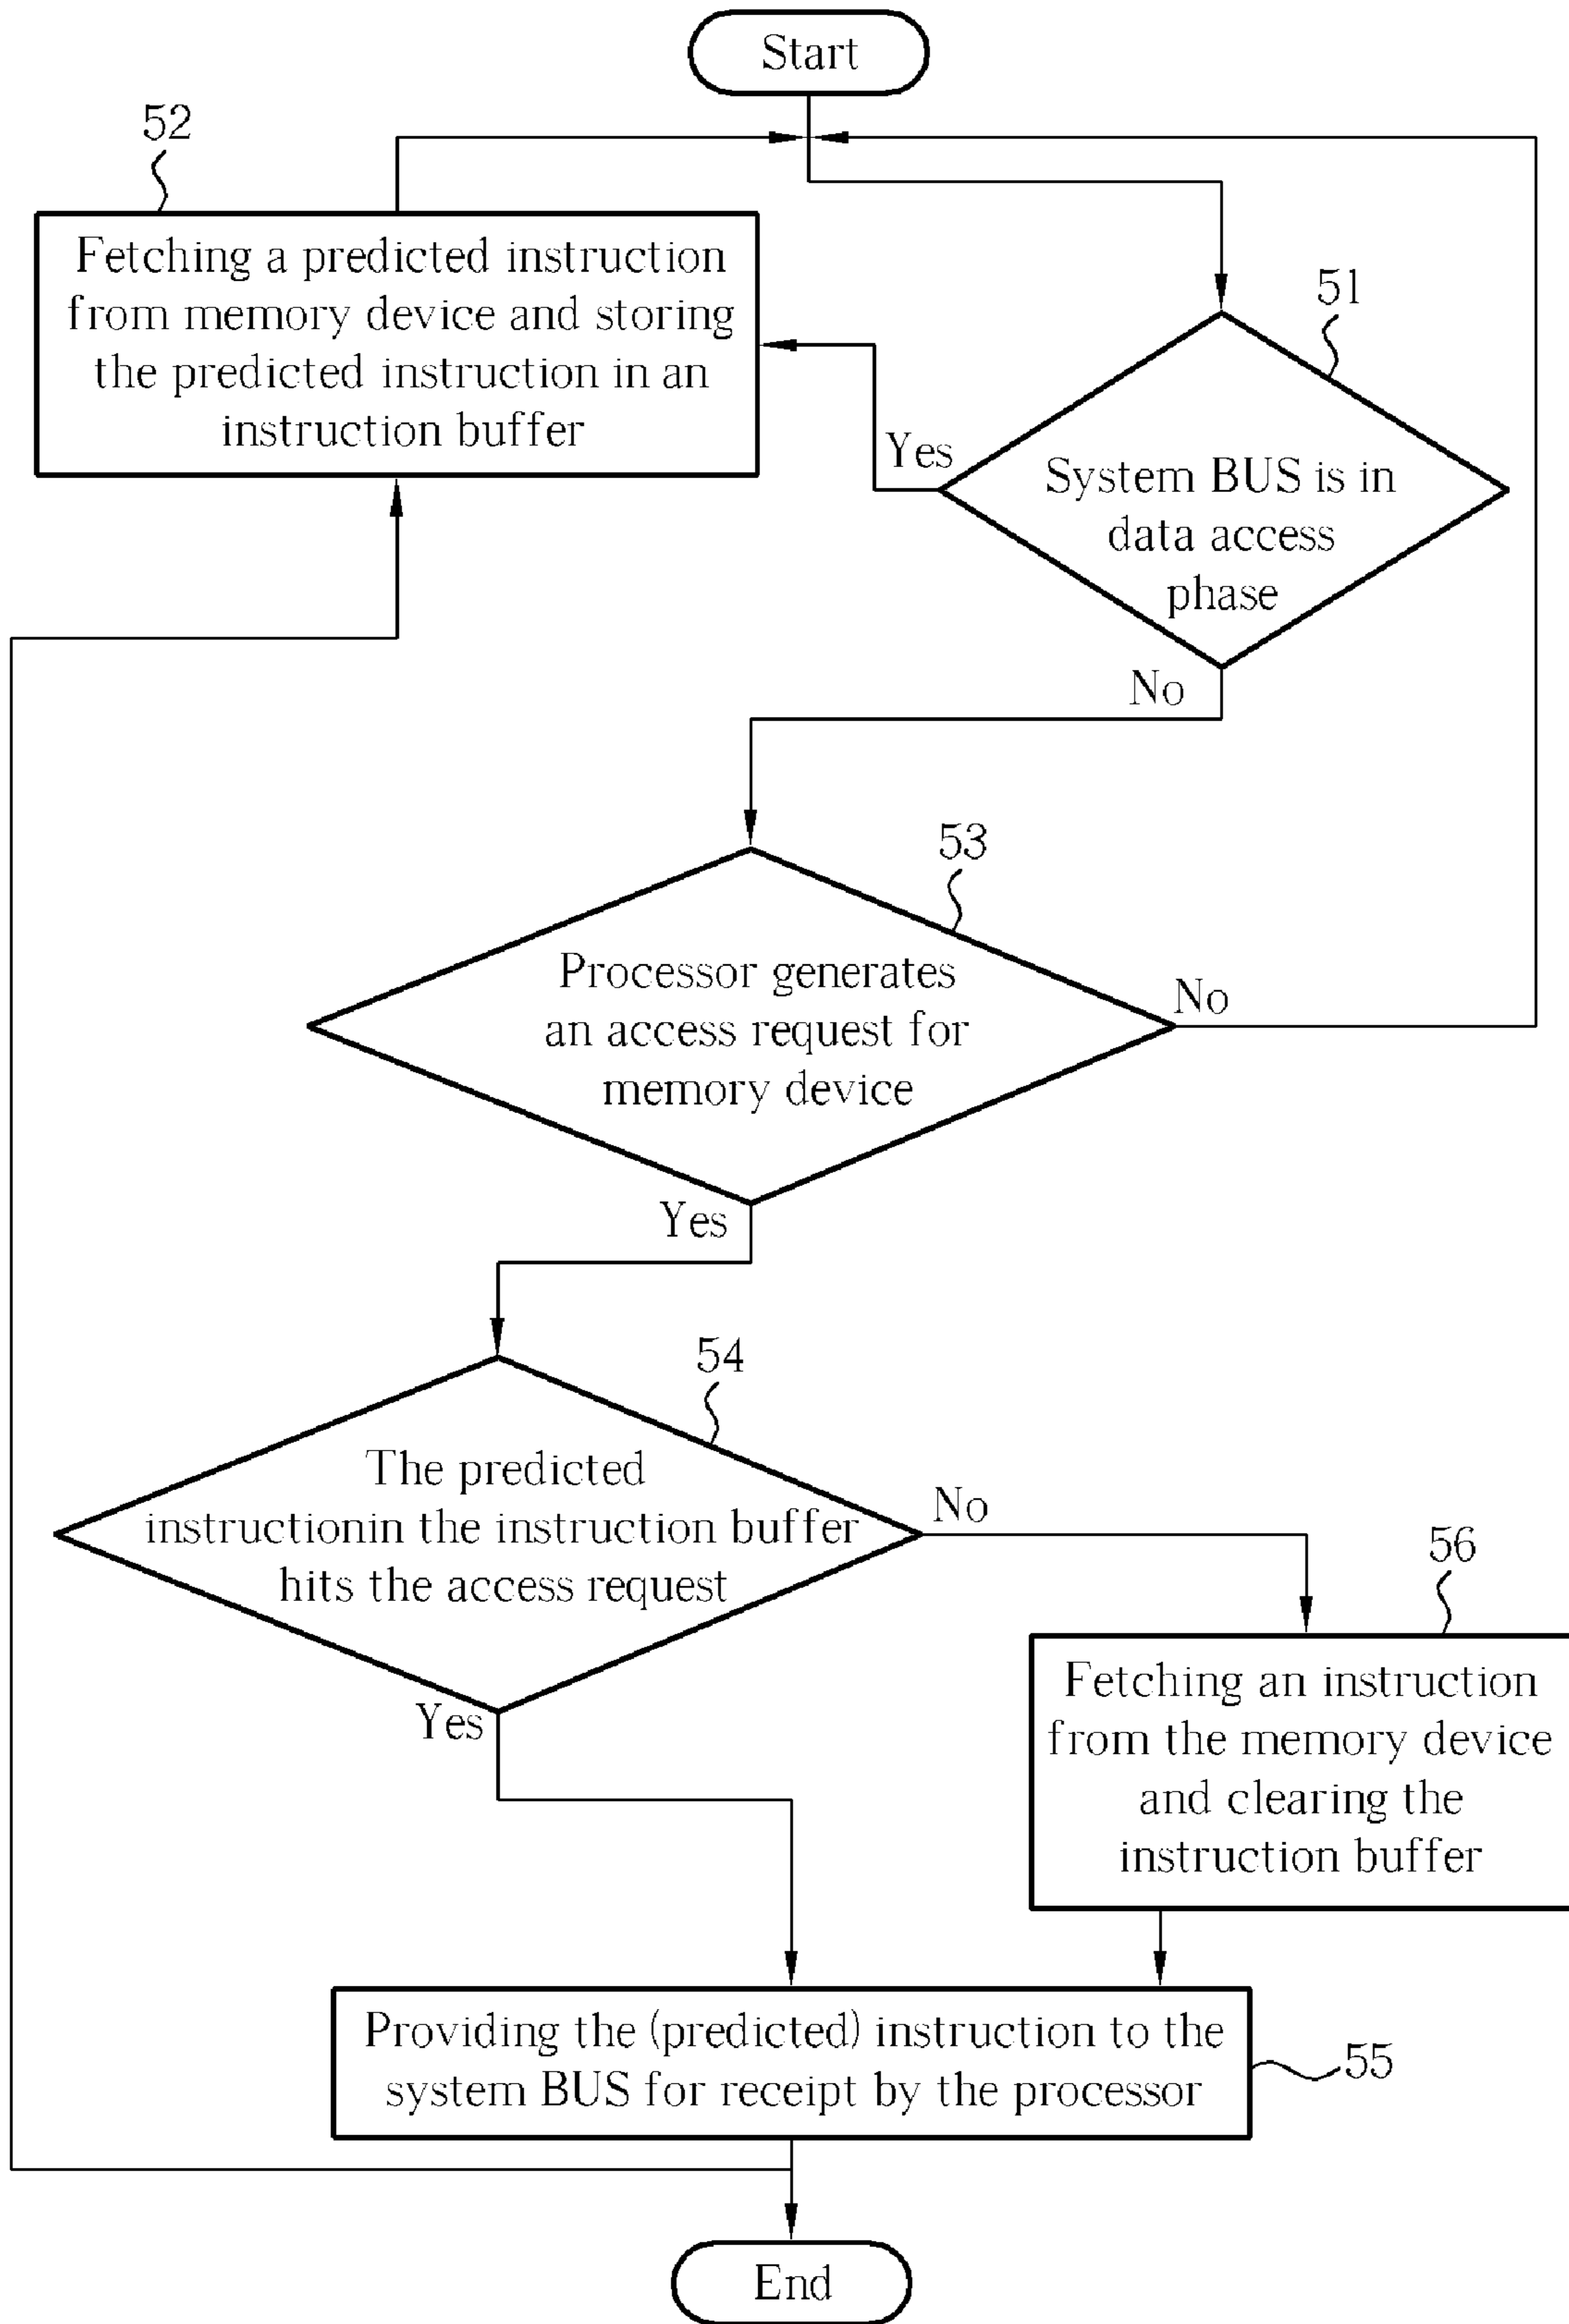 Start
52
Fetching a predicted instruction
from memory device and storing
the predicted instruction in an
instruction buffer
51
Yes
System BUS is in
data access
phase
No
53
Processor generates
an access request for
memory device
No
Yes
54
The predicted
instructionin the instruction buffer
hits the access request
No
56
Yes
Fetching an instruction
from the memory device
and clearing the
instruction buffer
Providing the (predicted) instruction to the
system BUS for receipt by the processor
55
End